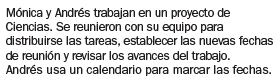 Mónica y Andrés trabajan en un proyecto de
Ciencias. Se reunieron con su equipo para
distribuirse las tareas, establecer las nuevas fechas
de reunión y revisar los avances del trabajo.
Andrés usa un calendario para marcar las fechas.